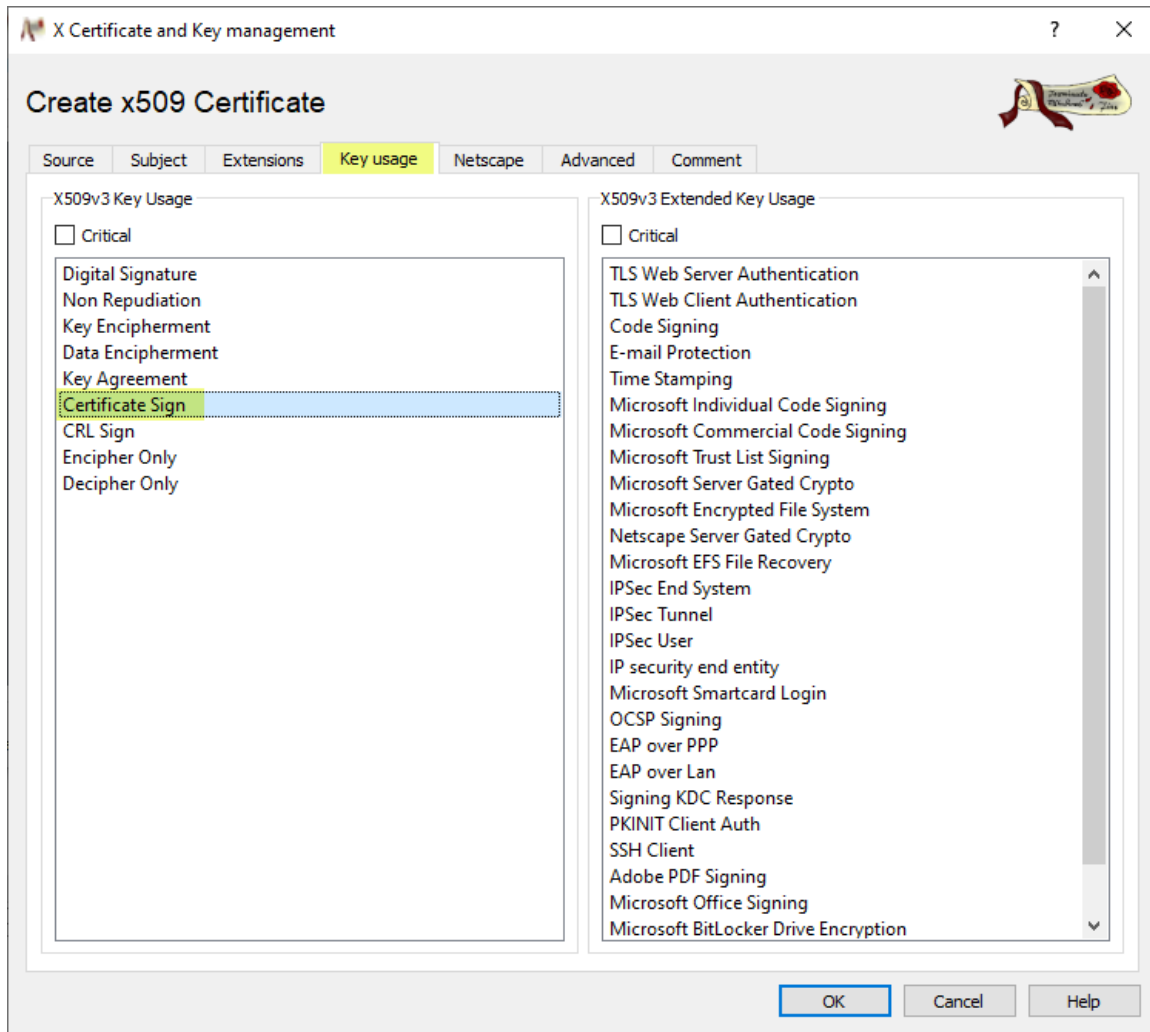 X Certificate and Key management
?
Create x509 Certificate
Source Subject Extensions Key usage Netscape Advanced Comment
X509v3 Key Usage
Critical
Digital Signature
Non Repudiation
Key Encipherment
Data Encipherment
Key Agreement
Certificate Sign
CRL Sign
Encipher Only
Decipher Only
X509v3 Extended Key Usage
Critical
TLS Web Server Authentication
TLS Web Client Authentication
Code Signing
E-mail Protection
Time Stamping
Microsoft Individual Code Signing
Microsoft Commercial Code Signing
Microsoft Trust List Signing
Microsoft Server Gated Crypto
Microsoft Encrypted File System
Netscape Server Gated Crypto
Microsoft EFS File Recovery
IPSec End System
IPSec Tunnel
IPSec User
IP security end entity
Microsoft Smartcard Login
OCSP Signing
EAP over PPP
EAP over Lan
Signing KDC Response
PKINIT Client Auth
SSH Client
Adobe PDF Signing
Microsoft Office Signing
Microsoft BitLocker Drive Encryption
OK Cancel Help